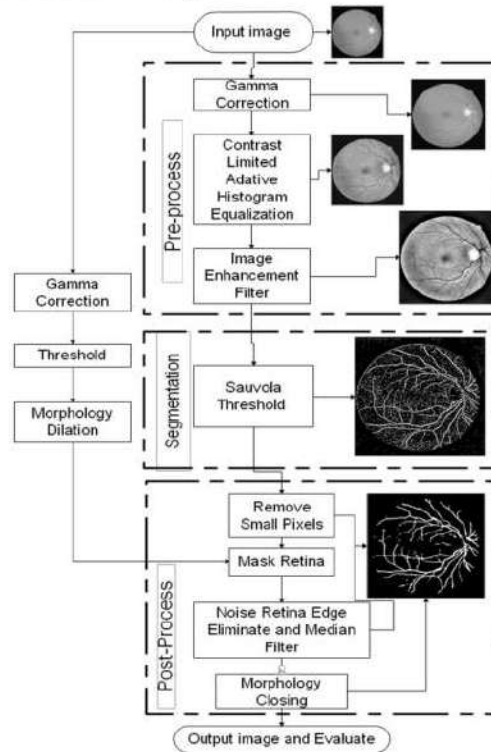 Input image
Pre-process
Gamma
Correction
Contrast
Limited
Adative
Histogram
Equalization
Image
Enhancement
Filter
Gamma
Correction
Threshold
Morphology
Dilation
Segmentation
Sauvola
Threshold
Post-Process
Remove
Small Pixels
Mask Retina
Noise Retina Edge
Eliminate and Median
Filter
Morphology
Closing
Output image and Evaluate